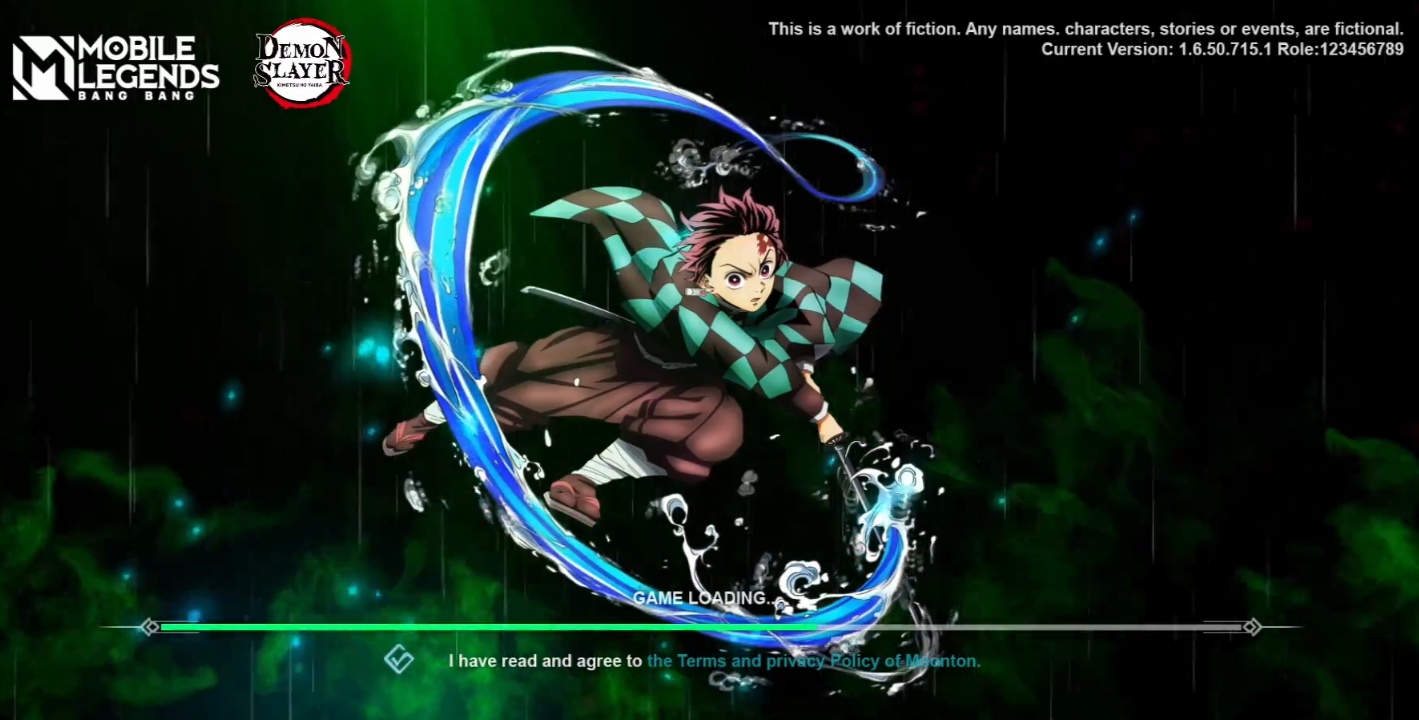 MOBILE
LEGENDS
BANG BANG
DEMON
SLAYER
KIMETSU NO YAIBA
This is a work of fiction. Any names. characters, stories or events, are fictional.
Current Version: 1.6.50.715.1 Role:123456789
GAME LOADING...
I have read and agree to the Terms and privacy Policy of Moonton.